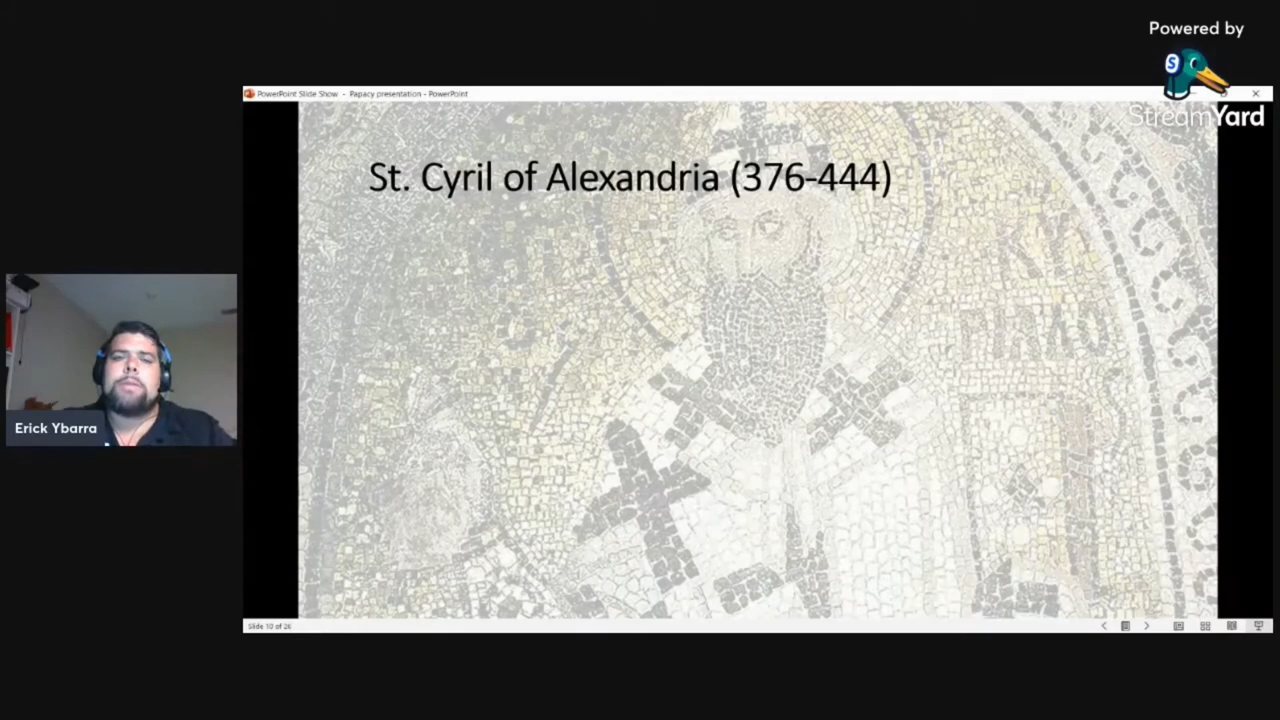 Powered by
S
StreamYard
PowerPoint Slide Show - Papacy presentation - PowerPoint
St. Cyril of Alexandria (376-444)
Erick Ybarra
Slide 10 of 26